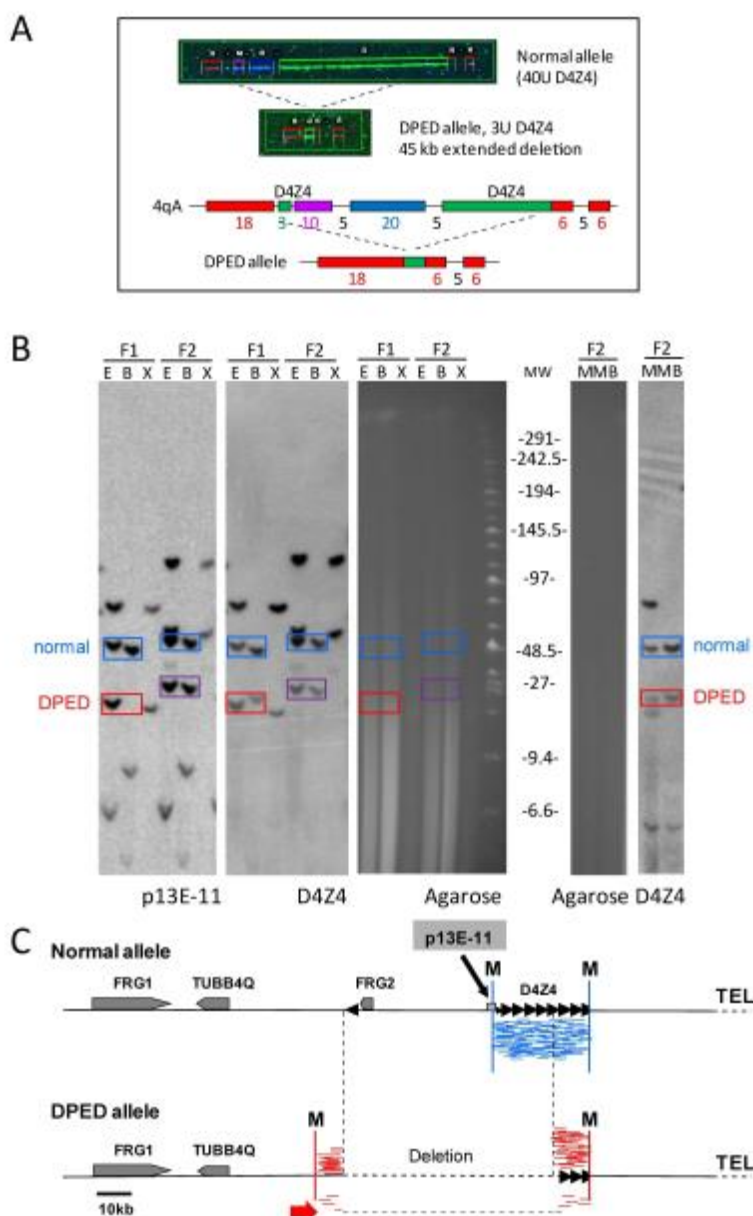 A
Normal allele
(40U D4Z4)
DPED allele, 3U D4Z4
45 kb extended deletion
D4Z4 D4Z4
4qA
18 3 10 5 20 5 6 5 6
DPED allele
18 6 5 6
B
F1 F2 F1 F2 F1 F2 F2 F2
E B X E B X E B X E B X E B X E B X MW MMB MMB
-291-
-242.5-
-194-
-145.5-
-97-
normal -48.5- normal
-27-
DPED DPED
-9.4-
-6.6-
p13E-11 D4Z4 Agarose Agarose D4Z4
C
p13E-11
Normal allele
FRG1 TUBB4Q FRG2 M D4Z4 M
TEL
DPED allele
M M
FRG1 TUBB4Q Deletion
TEL
10kb